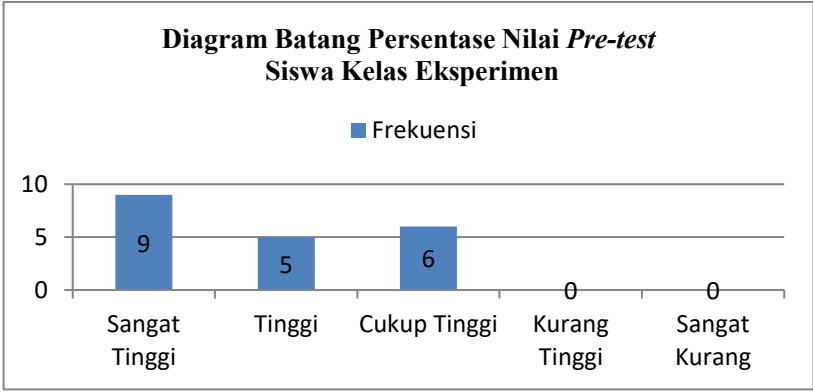 Diagram Batang Persentase Nilai Pre-test
Siswa Kelas Eksperimen
Frekuensi
10
5
0
9
5
6
0
0
Sangat
Tinggi
Tinggi
Cukup Tinggi
Kurang
Tinggi
Sangat
Kurang